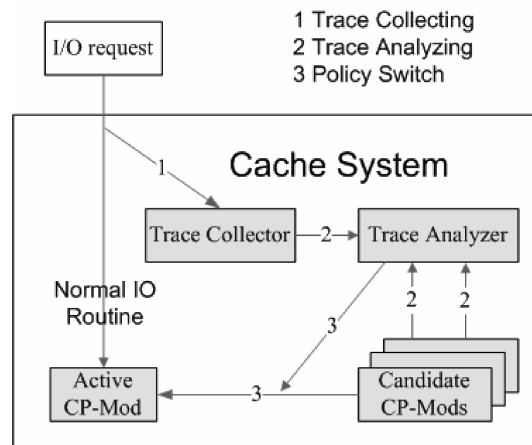 I/O request
1 Trace Collecting
2 Trace Analyzing
3 Policy Switch
1
Cache System
Trace Collector
2
Trace Analyzer
Normal IO
Routine
2
2
3
Active
CP-Mod
3
Candidate
CP-Mods